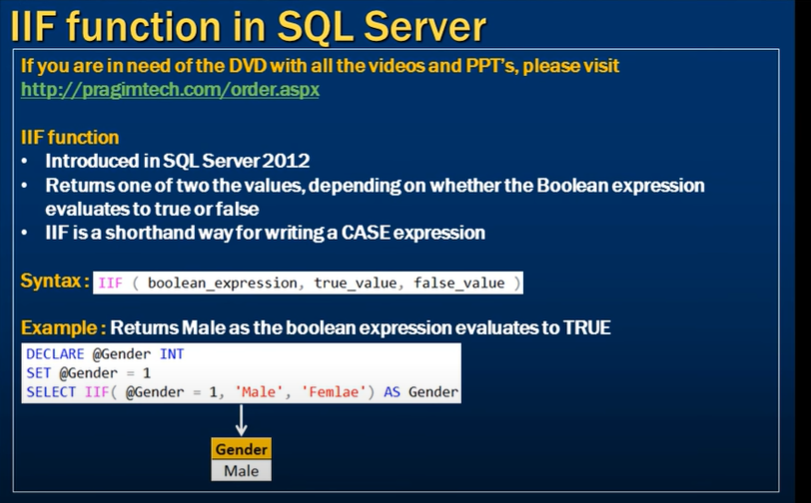 IIF function in SQL Server
If you are in need of the DVD with all the videos and PPT's, please visit
http://pragimtech.com/order.aspx
IIF function
• Introduced in SQL Server 2012
• Returns one of two the values, depending on whether the Boolean expression
evaluates to true or false
• IIF is a shorthand way for writing a CASE expression
Syntax : IIF ( boolean_expression, true_value, false_value )
Example : Returns Male as the boolean expression evaluates to TRUE
DECLARE @Gender INT
SET @Gender = 1
SELECT IIF( @Gender = 1, 'Male', 'Femlae') AS Gender
Gender
Male